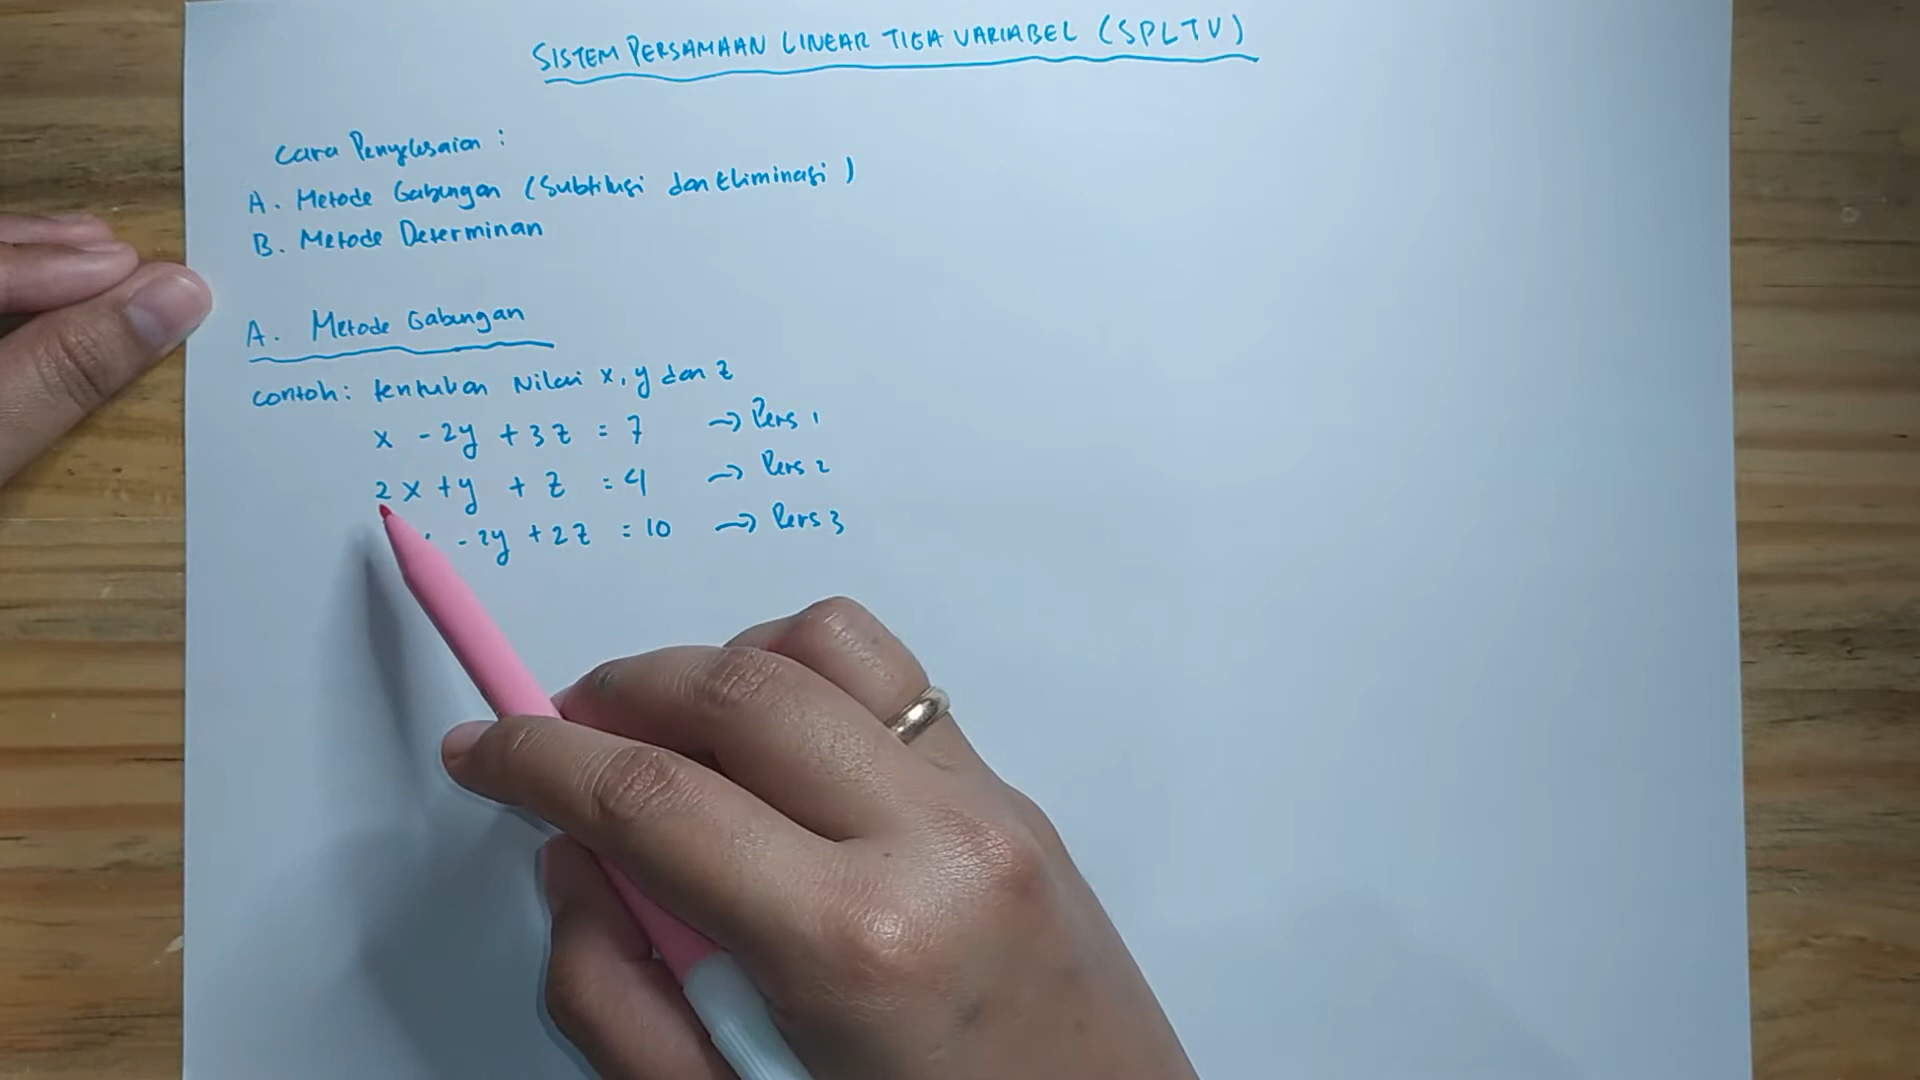 SISTEM PERSAMAAN LINEAR TIGA VARIABEL (SPLTV)
Cara Penyelesaian :
A. Metode Gabungan (Subtitusi dan Eliminasi)
B. Metode Determinan
A. Metode Gabungan
Contoh: tentukan Nilai x, y dan z
x - 2y + 3z = 7 → Pers 1
2x + y + z = 4 → Pers 2
- 2y + 2z = 10 → Pers 3